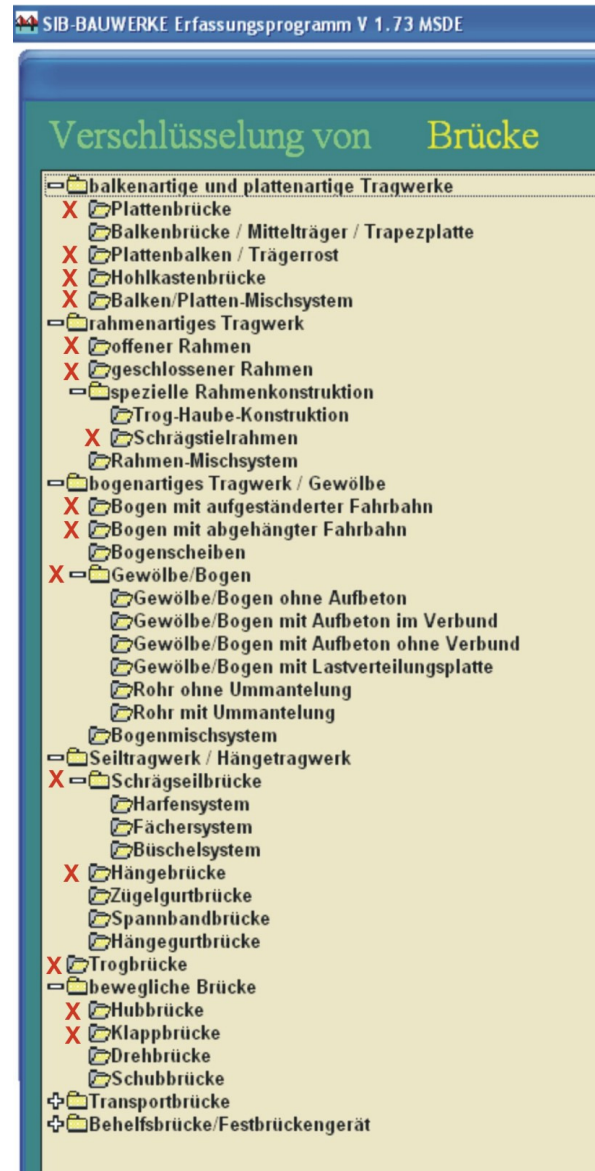 SIB-BAUWERKE Erfassungsprogramm V 1.73 MSDE
Verschlüsselung von Brücke
balkenartige und plattenartige Tragwerke
X Plattenbrücke
Balkenbrücke / Mittelträger / Trapezplatte
X Plattenbalken / Trägerrost
X Hohlkastenbrücke
X Balken/Platten-Mischsystem
rahmenartiges Tragwerk
X offener Rahmen
X geschlossener Rahmen
spezielle Rahmenkonstruktion
Trog-Haube-Konstruktion
X Schrägstielrahmen
Rahmen-Mischsystem
bogenartiges Tragwerk / Gewölbe
X Bogen mit aufgeständerter Fahrbahn
X Bogen mit abgehängter Fahrbahn
Bogenscheiben
X Gewölbe/Bogen
Gewölbe/Bogen ohne Aufbeton
Gewölbe/Bogen mit Aufbeton im Verbund
Gewölbe/Bogen mit Aufbeton ohne Verbund
Gewölbe/Bogen mit Lastverteilungsplatte
Rohr ohne Ummantelung
Rohr mit Ummantelung
Bogenmischsystem
Seiltragwerk / Hängetragwerk
X Schrägseilbrücke
Harfensystem
Fächersystem
Büschelsystem
X Hängebrücke
Zügelgurtbrücke
Spannbandbrücke
Hängegurtbrücke
X Trogbrücke
bewegliche Brücke
X Hubbrücke
X Klappbrücke
Drehbrücke
Schubbrücke
Transportbrücke
Behelfsbrücke/Festbrückengerät